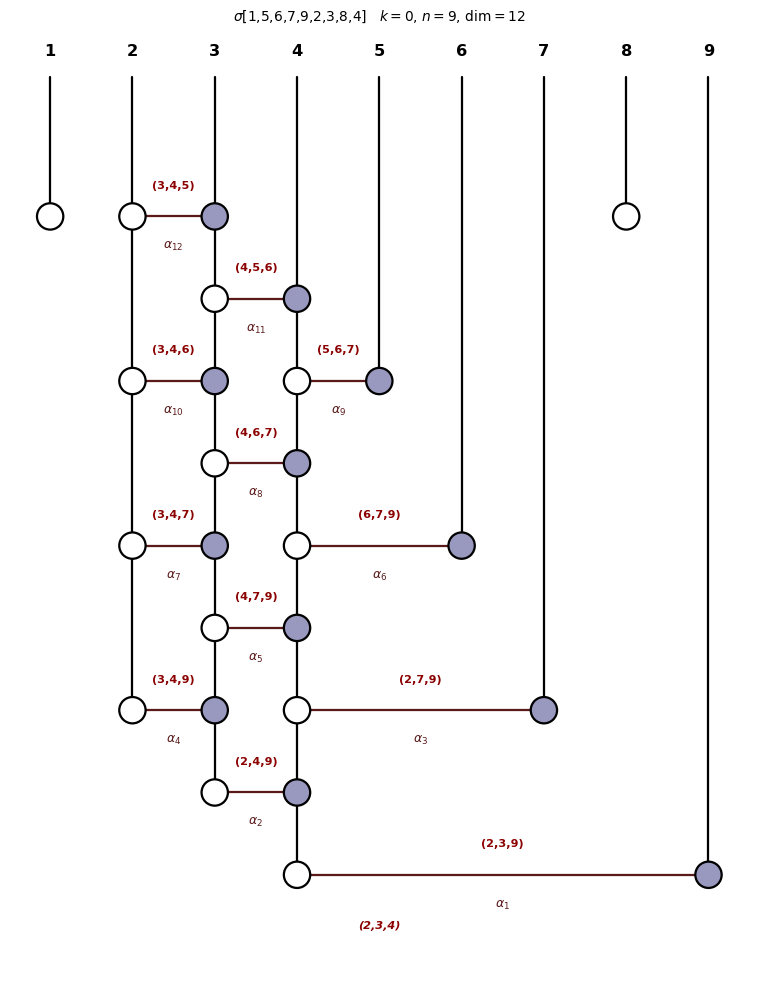 σ[1,5,6,7,9,2,3,8,4] k=0, n=9, dim=12
1 2 3 4 5 6 7 8 9
(3,4,5)
α₁₂
(4,5,6)
α₁₁
(3,4,6) (5,6,7)
α₁₀ α₉
(4,6,7)
α₈
(3,4,7) (6,7,9)
α₇ α₆
(4,7,9)
α₅
(3,4,9) (2,7,9)
α₄ α₃
(2,4,9)
α₂
(2,3,9)
α₁
(2,3,4)